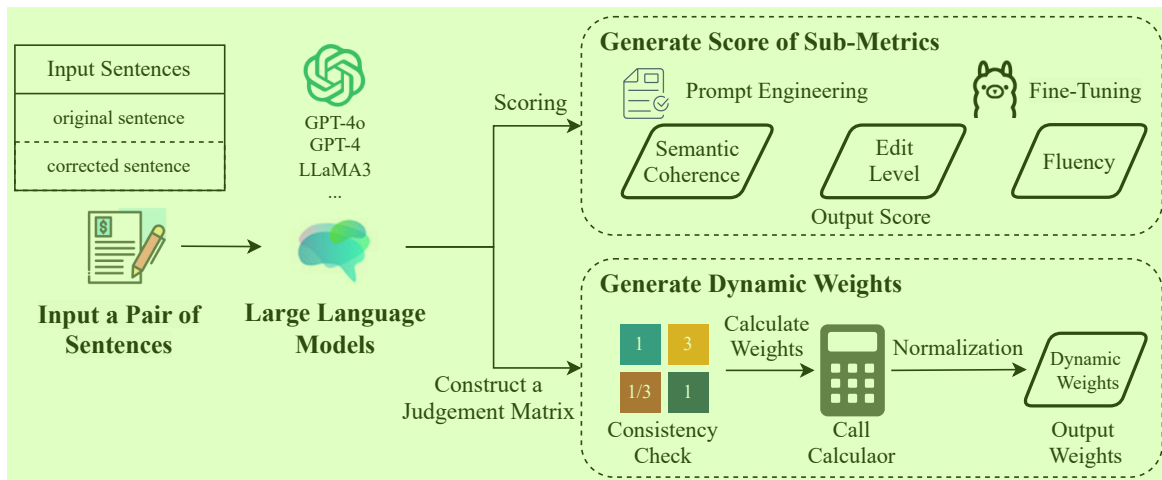 Input Sentences
original sentence
corrected sentence
$
Input a Pair of
Sentences
GPT-4o
GPT-4
LLaMA3
...
Large Language
Models
Scoring
Construct a
Judgement Matrix
Generate Score of Sub-Metrics
Prompt Engineering
Fine-Tuning
Semantic
Coherence
Edit
Level
Fluency
Output Score
Generate Dynamic Weights
1
3
1/3
1
Consistency
Check
Calculate
Weights
Call
Calculaor
Normalization
Dynamic
Weights
Output
Weights